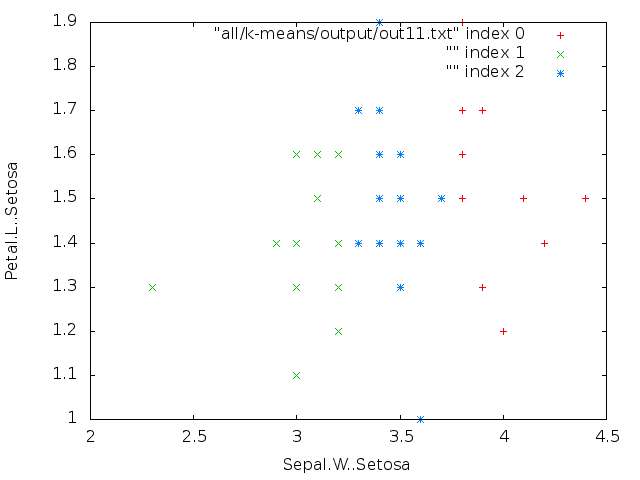 "all/k-means/output/out11.txt" index 0
"" index 1
"" index 2
1.9
1.8
1.7
1.6
1.5
1.4
1.3
1.2
1.1
1
Petal.L..Setosa
2 2.5 3 3.5 4 4.5
Sepal.W..Setosa